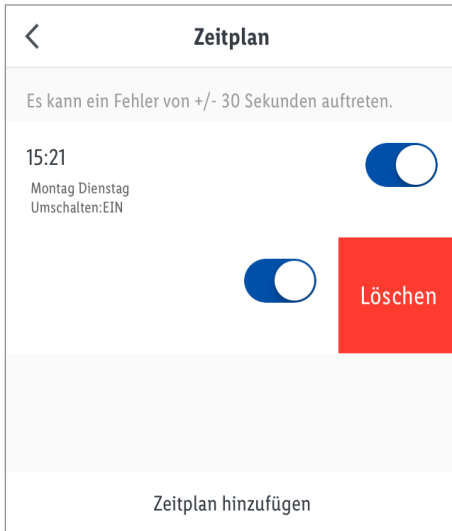 Zeitplan
Es kann ein Fehler von +/- 30 Sekunden auftreten.
15:21
Montag Dienstag
Umschalten:EIN
Löschen
Zeitplan hinzufügen